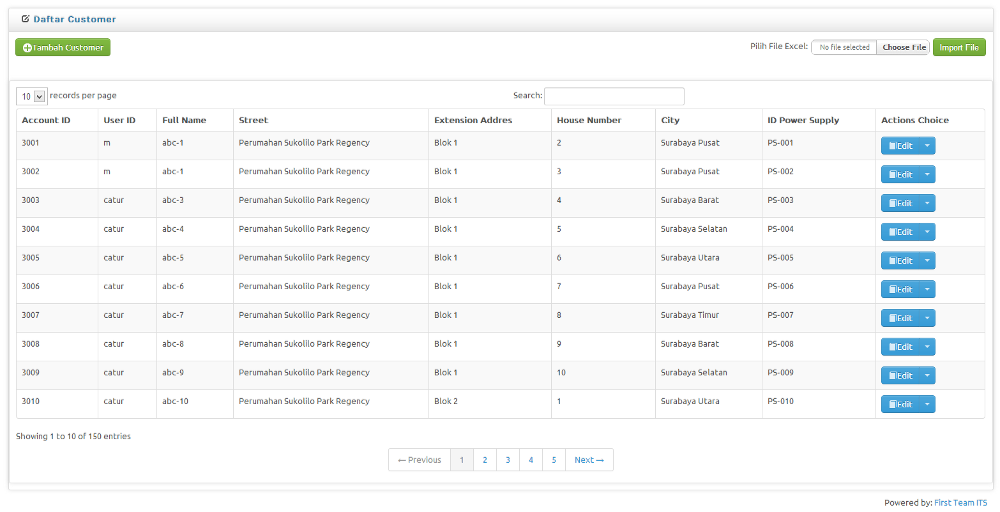 Daftar Customer
Tambah Customer Pilih File Excel: No file selected Choose File Import File
10 records per page Search:
Account ID User ID Full Name Street Extension Addres House Number City ID Power Supply Actions Choice
3001 m abc-1 Perumahan Sukolilo Park Regency Blok 1 2 Surabaya Pusat PS-001 Edit
3002 m abc-1 Perumahan Sukolilo Park Regency Blok 1 3 Surabaya Pusat PS-002 Edit
3003 catur abc-3 Perumahan Sukolilo Park Regency Blok 1 4 Surabaya Barat PS-003 Edit
3004 catur abc-4 Perumahan Sukolilo Park Regency Blok 1 5 Surabaya Selatan PS-004 Edit
3005 catur abc-5 Perumahan Sukolilo Park Regency Blok 1 6 Surabaya Utara PS-005 Edit
3006 catur abc-6 Perumahan Sukolilo Park Regency Blok 1 7 Surabaya Pusat PS-006 Edit
3007 catur abc-7 Perumahan Sukolilo Park Regency Blok 1 8 Surabaya Timur PS-007 Edit
3008 catur abc-8 Perumahan Sukolilo Park Regency Blok 1 9 Surabaya Barat PS-008 Edit
3009 catur abc-9 Perumahan Sukolilo Park Regency Blok 1 10 Surabaya Selatan PS-009 Edit
3010 catur abc-10 Perumahan Sukolilo Park Regency Blok 2 1 Surabaya Utara PS-010 Edit
Showing 1 to 10 of 150 entries
← Previous 1 2 3 4 5 Next →
Powered by: First Team ITS